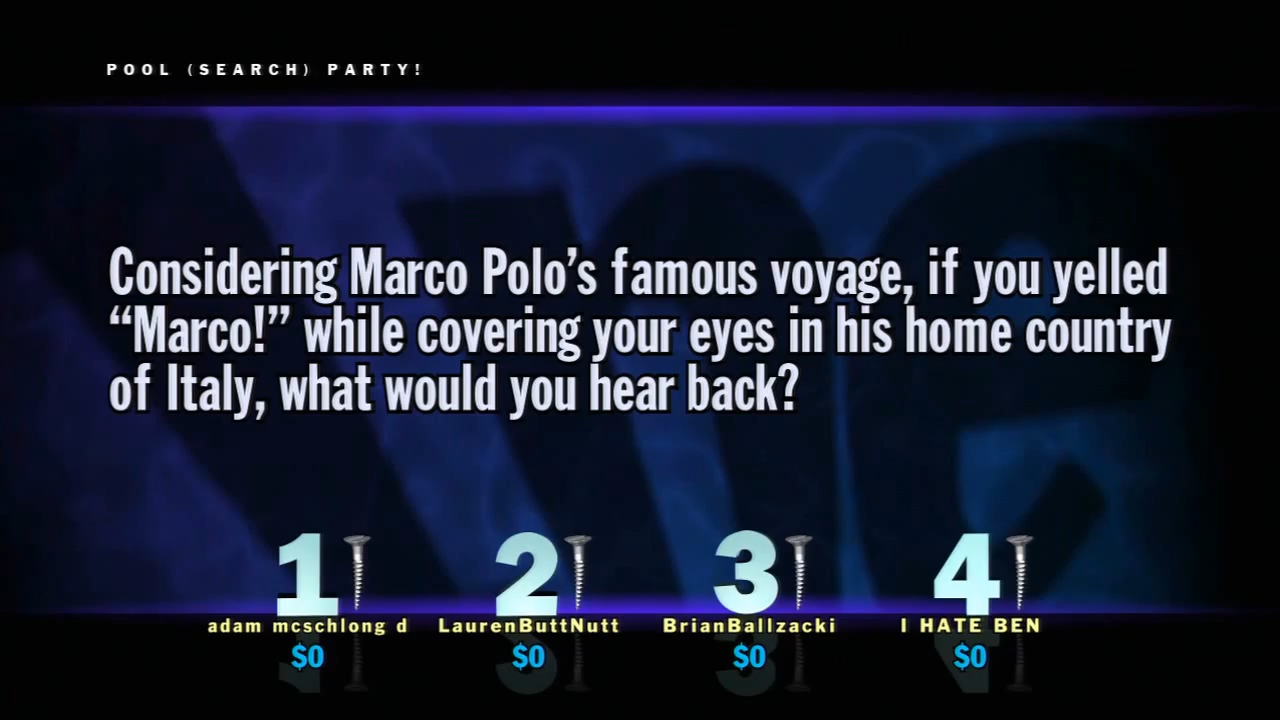 POOL (SEARCH) PARTY!
Considering Marco Polo’s famous voyage, if you yelled
“Marco!” while covering your eyes in his home country
of Italy, what would you hear back?
1 2 3 4
adam mcschlong d LaurenButtNutt BrianBallzacki I HATE BEN
$0 $0 $0 $0